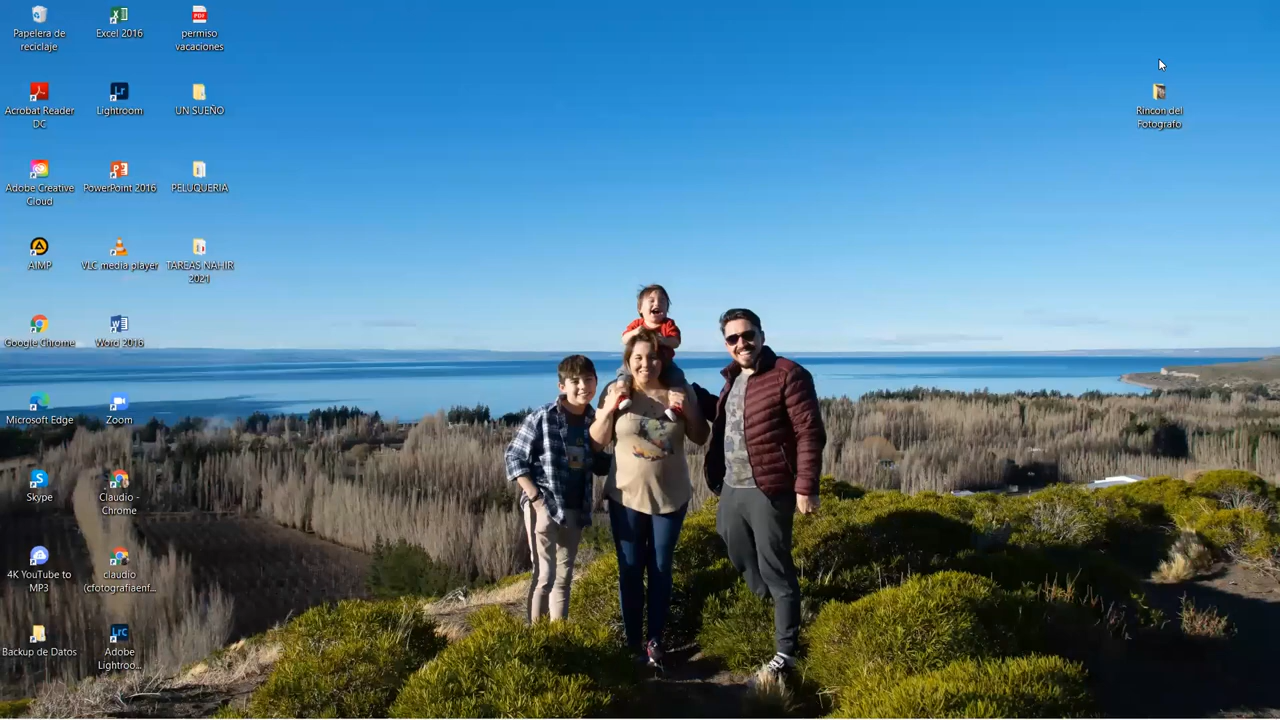 Papelera de
reciclaje
Excel 2016
permiso
vacaciones
Acrobat Reader
DC
Lightroom
UN SUEÑO
Rincon del
Fotografo
Adobe Creative
Cloud
PowerPoint 2016
PELUQUERIA
AIMP
VLC media player
TAREAS NAHIR
2021
Google Chrome
Word 2016
Microsoft Edge
Zoom
Skype
Claudio -
Chrome
4K YouTube to
MP3
claudio
(cfotografiaenf...
Backup de Datos
Adobe
Lightroo...